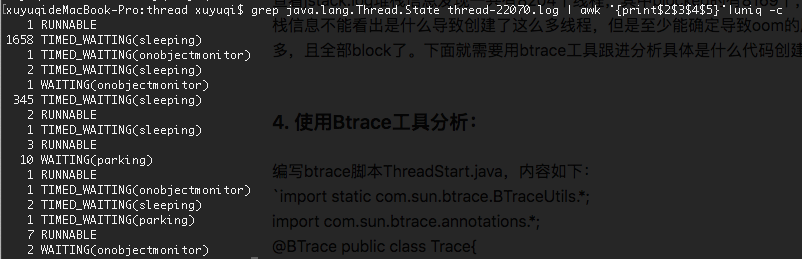 xuyuqideMacBook-Pro:thread xuyuqi$ grep java.lang.Thread.State thread-22070.log | awk '{print$2$3$4$5}'|uniq -c
1 RUNNABLE
1658 TIMED_WAITING(sleeping)
1 TIMED_WAITING(onobjectmonitor)
2 TIMED_WAITING(sleeping)
1 WAITING(onobjectmonitor)
345 TIMED_WAITING(sleeping)
2 RUNNABLE
1 TIMED_WAITING(sleeping)
3 RUNNABLE
10 WAITING(parking)
1 RUNNABLE
1 TIMED_WAITING(onobjectmonitor)
2 TIMED_WAITING(sleeping)
1 TIMED_WAITING(parking)
7 RUNNABLE
2 WAITING(onobjectmonitor)
栈信息不能看出是什么导致创建了这么多线程，但是至少能确定导致oom的
多，且全部block了。下面就需要用btrace工具跟进分析具体是什么代码创建
4. 使用Btrace工具分析：
编写btrace脚本ThreadStart.java，内容如下：
`import static com.sun.btrace.BTraceUtils.*;
import com.sun.btrace.annotations.*;
@BTrace public class Trace{